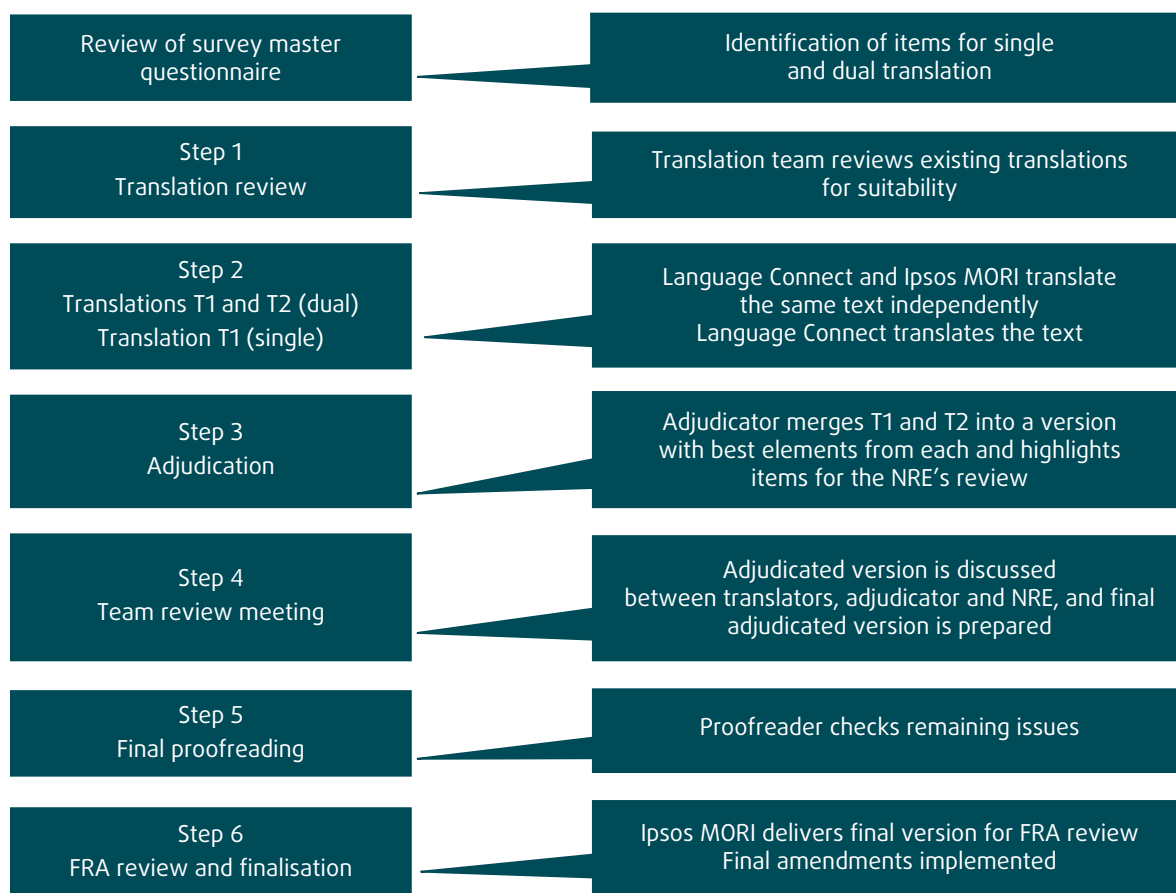 Review of survey master
questionnaire
Identification of items for single
and dual translation
Step 1
Translation review
Translation team reviews existing translations
for suitability
Step 2
Translations T1 and T2 (dual)
Translation T1 (single)
Language Connect and Ipsos MORI translate
the same text independently
Language Connect translates the text
Step 3
Adjudication
Adjudicator merges T1 and T2 into a version
with best elements from each and highlights
items for the NRE’s review
Step 4
Team review meeting
Adjudicated version is discussed
between translators, adjudicator and NRE, and final
adjudicated version is prepared
Step 5
Final proofreading
Proofreader checks remaining issues
Step 6
FRA review and finalisation
Ipsos MORI delivers final version for FRA review
Final amendments implemented